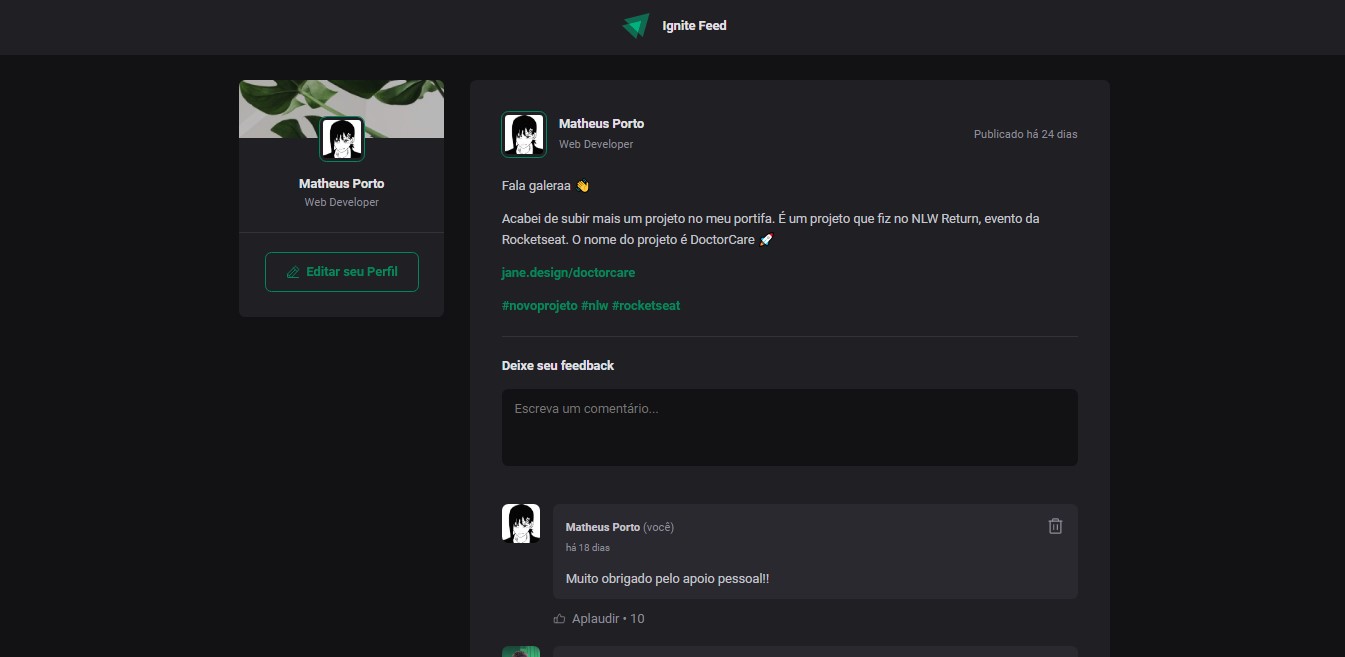 Ignite Feed
Matheus Porto
Web Developer
Editar seu Perfil
Matheus Porto
Web Developer
Publicado há 24 dias
Fala galeraa 👋
Acabei de subir mais um projeto no meu portifa. É um projeto que fiz no NLW Return, evento da
Rocketseat. O nome do projeto é DoctorCare 🚀
jane.design/doctorcare
#novoprojeto #nlw #rocketseat
Deixe seu feedback
Escreva um comentário...
Matheus Porto (você)
há 18 dias
Muito obrigado pelo apoio pessoal!!
Aplaudir • 10